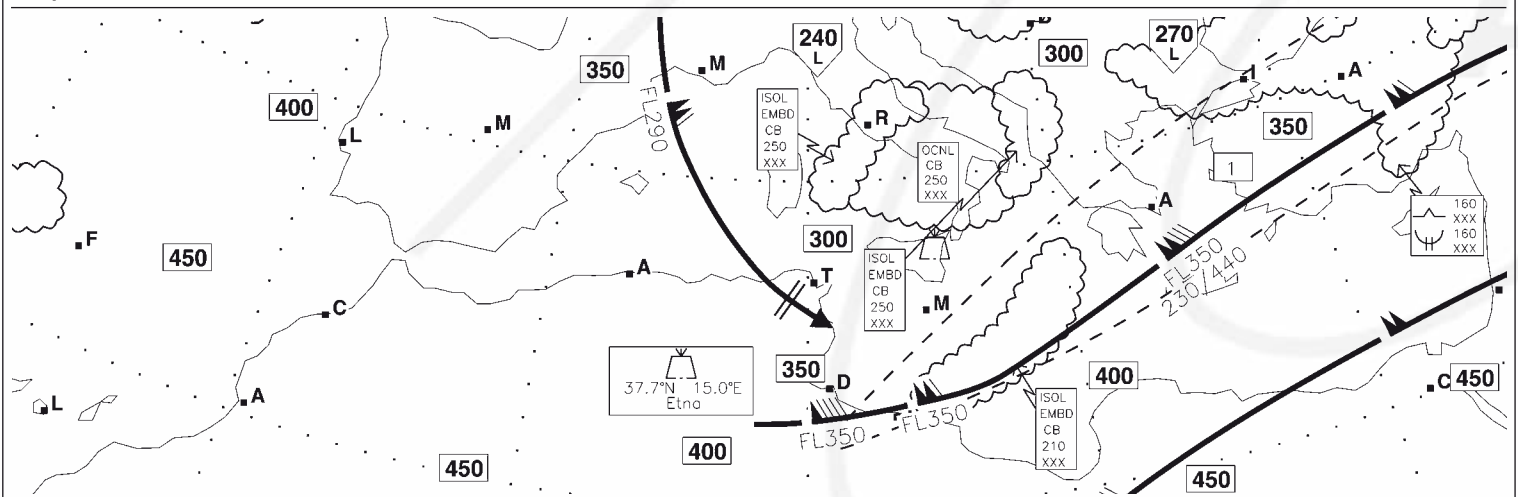 240
L
270
L
300
350
400
M
I
A
FL290
ISOL
EMBD
CB
250
XXX
R
M
L
OCNL
CB
250
XXX
350
1
A
160
XXX
160
XXX
F
450
300
A
T
ISOL
EMBD
CB
250
XXX
M
FL350
230/440
C
37.7°N 15.0°E
Etna
350
D
400
C
450
L
A
ISOL
EMBD
CB
210
XXX
FL350
FL350
400
450
450